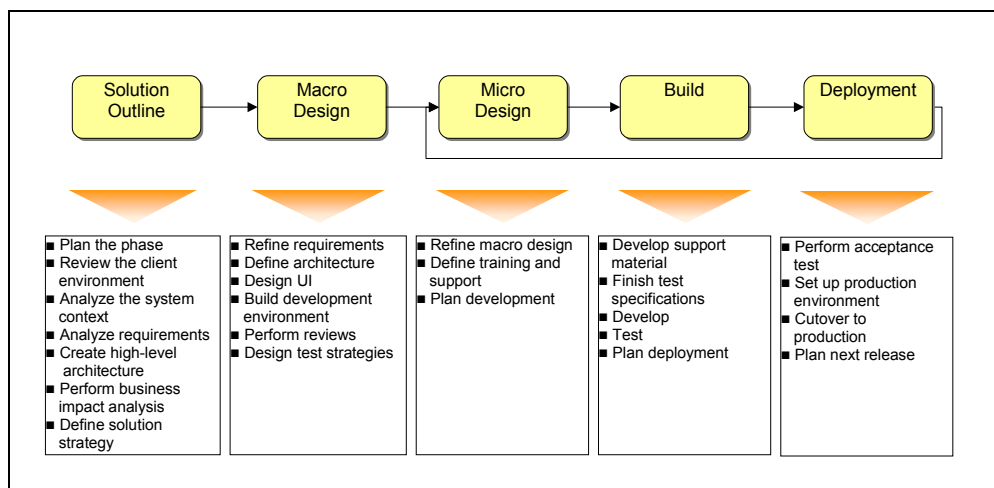 Solution
Outline
Macro
Design
Micro
Design
Build
Deployment
■ Plan the phase
■ Review the client
environment
■ Analyze the system
context
■ Analyze requirements
■ Create high-level
architecture
■ Perform business
impact analysis
■ Define solution
strategy
■ Refine requirements
■ Define architecture
■ Design UI
■ Build development
environment
■ Perform reviews
■ Design test strategies
■ Refine macro design
■ Define training and
support
■ Plan development
■ Develop support
material
■ Finish test
specifications
■ Develop
■ Test
■ Plan deployment
■ Perform acceptance
test
■ Set up production
environment
■ Cutover to
production
■ Plan next release